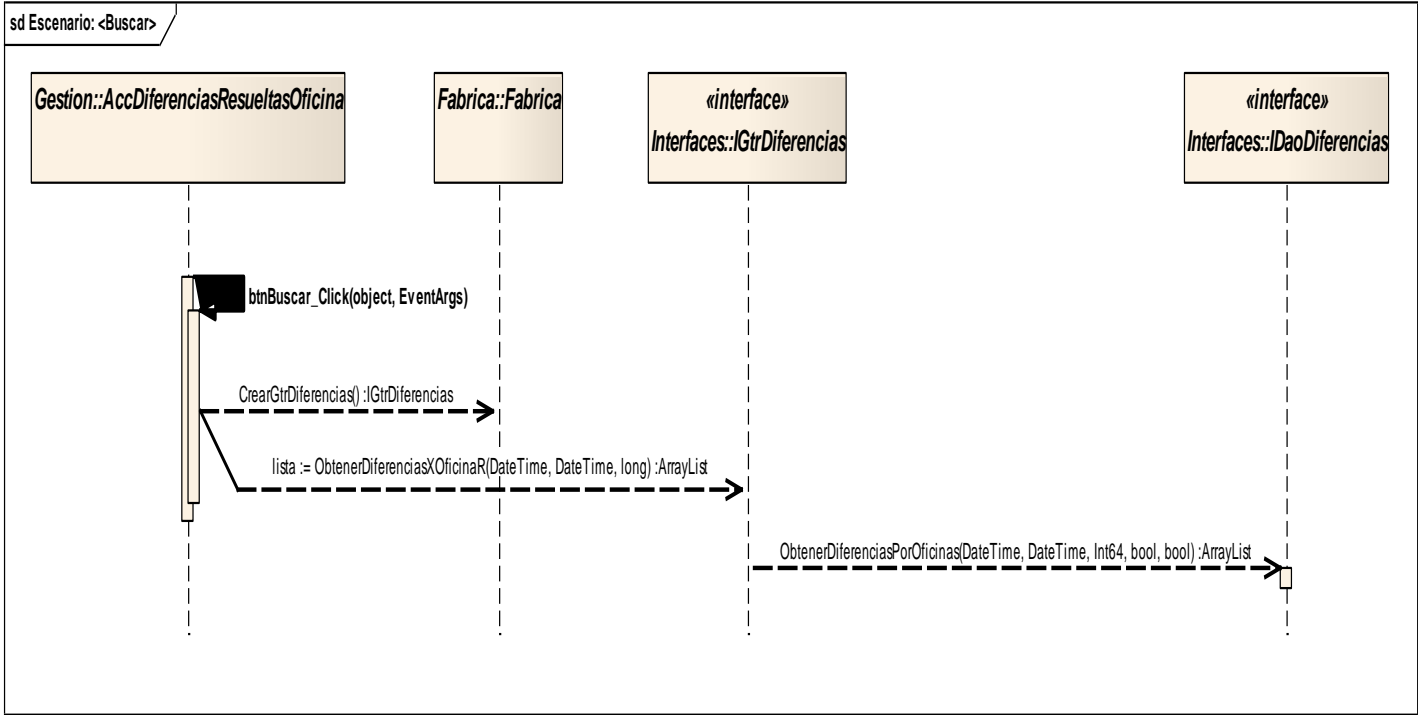 sd Escenario: <Buscar>
Gestion::AccDiferenciasResueltasOficina
Fabrica::Fabrica
«interface»
Interfaces::IGtrDiferencias
«interface»
Interfaces::IDaoDiferencias
btnBuscar_Click(object, EventArgs)
CrearGtrDiferencias() :IGtrDiferencias
lista := ObtenerDiferenciasXOficinaR(DateTime, DateTime, long) :ArrayList
ObtenerDiferenciasPorOficinas(DateTime, DateTime, Int64, bool, bool) :ArrayList